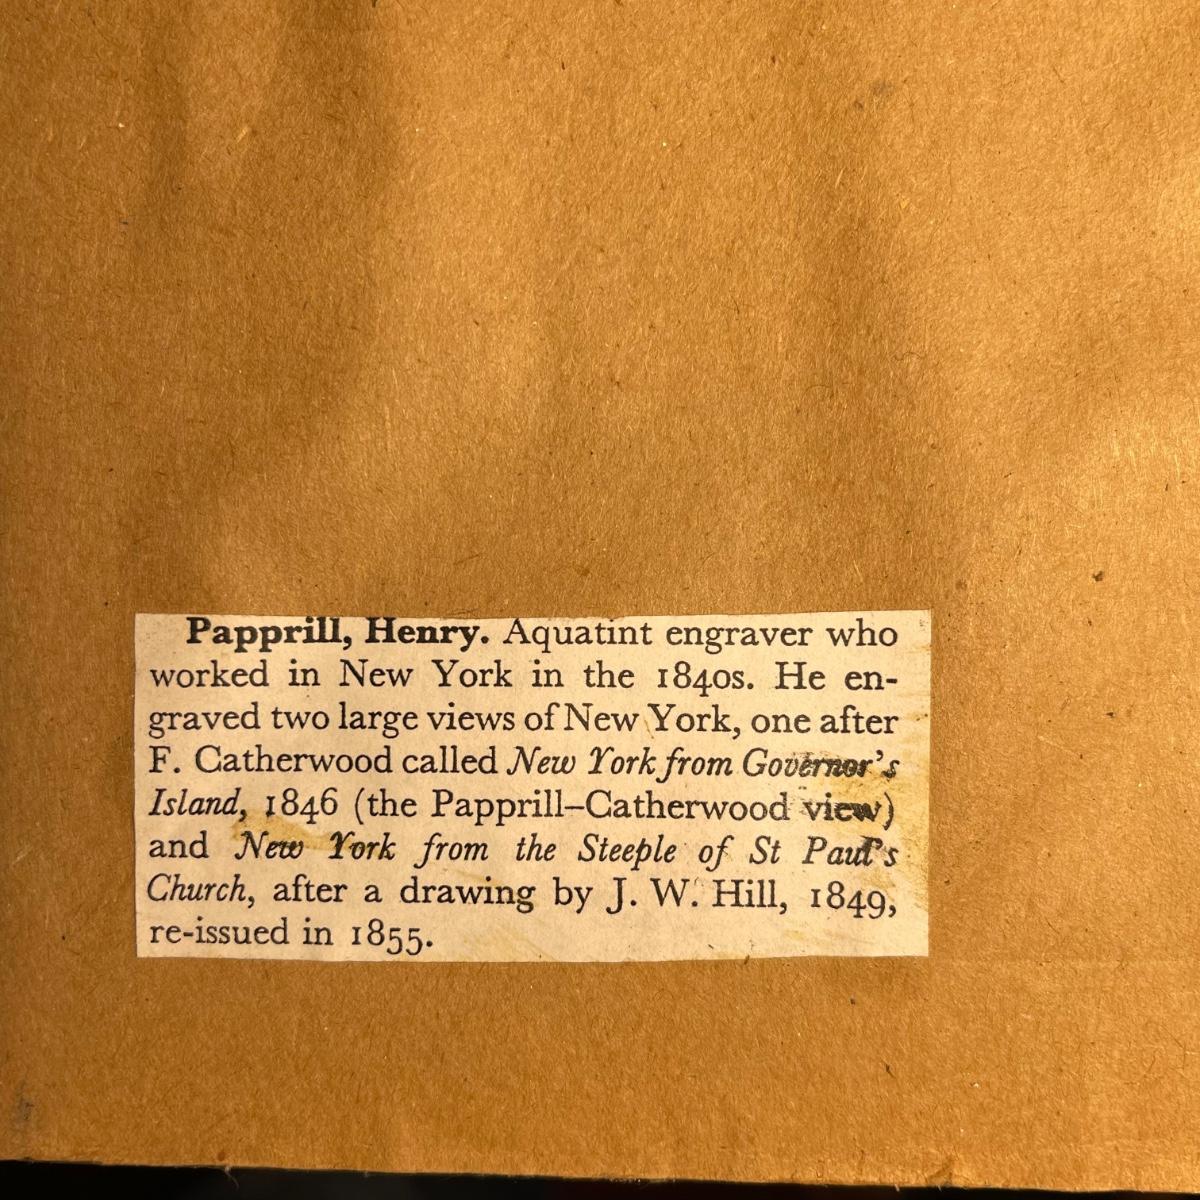 Papprill, Henry. Aquatint engraver who
worked in New York in the 1840s. He en-
graved two large views of New York, one after
F. Catherwood called New York from Governor's
Island, 1846 (the Papprill–Catherwood view)
and New York from the Steeple of St Paul's
Church, after a drawing by J. W. Hill, 1849,
re-issued in 1855.